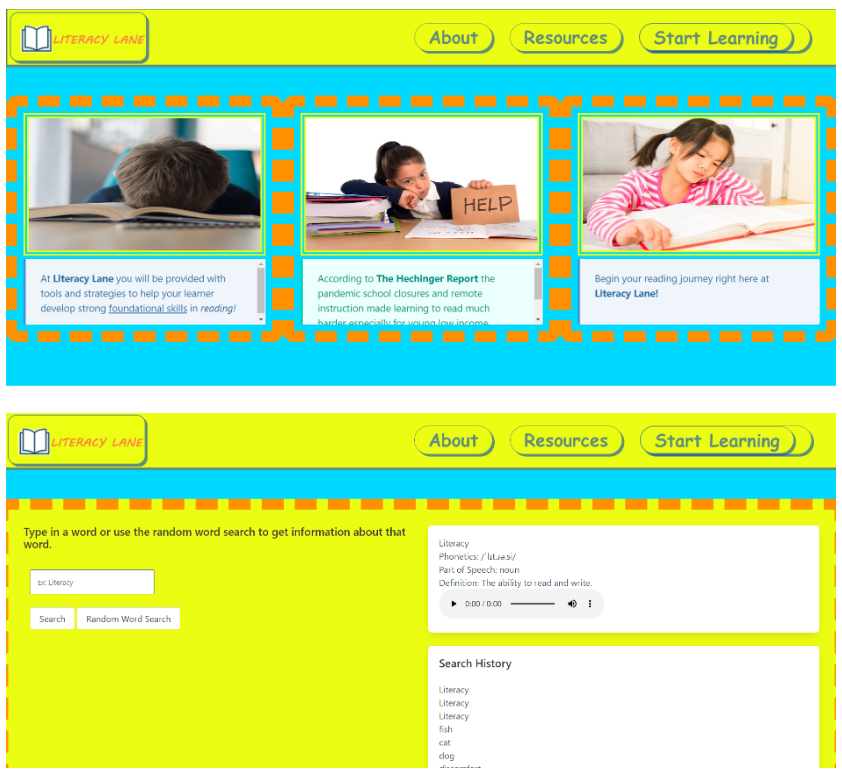 LITERACY LANE
About
Resources
Start Learning
HELP
At Literacy Lane you will be provided with
tools and strategies to help your learner
develop strong foundational skills in reading!
According to The Hechinger Report the
pandemic school closures and remote
instruction made learning to read much
harder especially for young low income
Begin your reading journey right here at
Literacy Lane!
LITERACY LANE
About
Resources
Start Learning
Type in a word or use the random word search to get information about that
word.
Ex: Literacy
Search
Random Word Search
Literacy
Phonetics: /ˈlɪtəɹəsi/
Part of Speech: noun
Definition: The ability to read and write.
0:00 / 0:00
Search History
Literacy
Literacy
Literacy
fish
cat
dog
discomfort